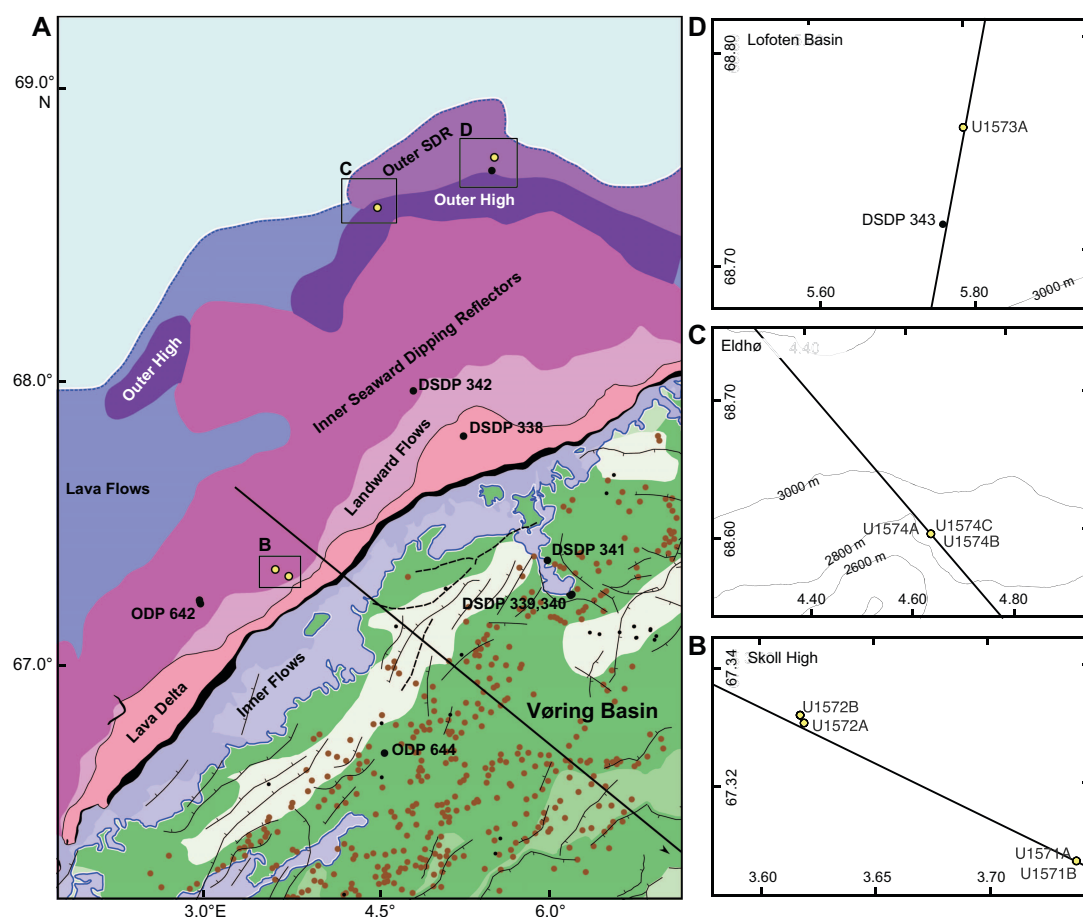 A
69.0°
N
68.0°
67.0°
3.0°E
4.5°
6.0°
Outer SDR
D
C
Outer High
Outer High
Inner Seaward Dipping Reflectors
DSDP 342
DSDP 338
Landward Flows
Lava Flows
B
ODP 642
DSDP 341
DSDP 339,340
Inner Flows
Lava Delta
Vøring Basin
ODP 644
D
Lofoten Basin
68.80
68.70
U1573A
DSDP 343
5.60
5.80
3000 m
C
Eldhø
4.40
68.70
68.60
3000 m
2800 m
2600 m
U1574A
U1574C
U1574B
4.40
4.60
4.80
B
Skoll High
67.34
67.32
U1572B
U1572A
U1571A
U1571B
3.60
3.65
3.70